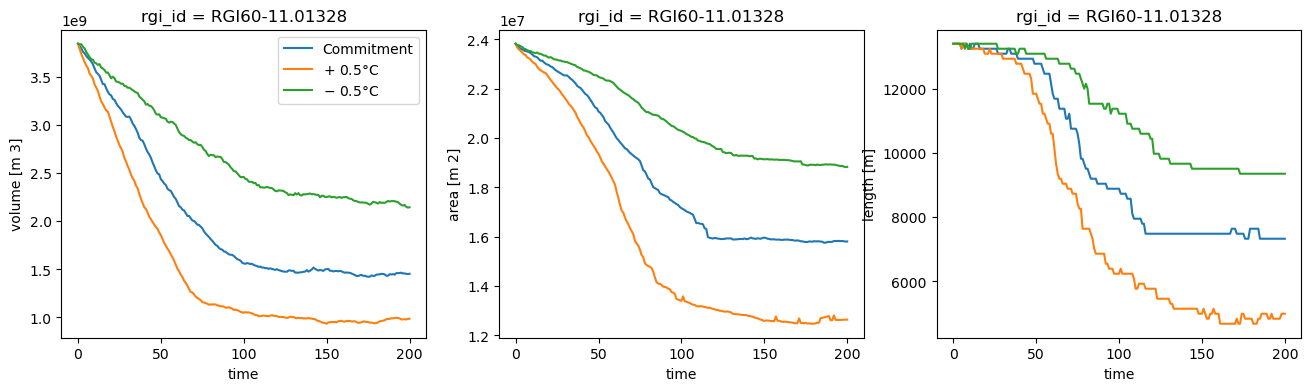 rgi_id = RGI60-11.01328
1e9
volume [m 3]
3.5
3.0
2.5
2.0
1.5
1.0
0
50
100
150
200
time
Commitment
+ 0.5°C
− 0.5°C
rgi_id = RGI60-11.01328
1e7
area [m 2]
2.4
2.2
2.0
1.8
1.6
1.4
1.2
0
50
100
150
200
time
rgi_id = RGI60-11.01328
length [m]
12000
10000
8000
6000
0
50
100
150
200
time